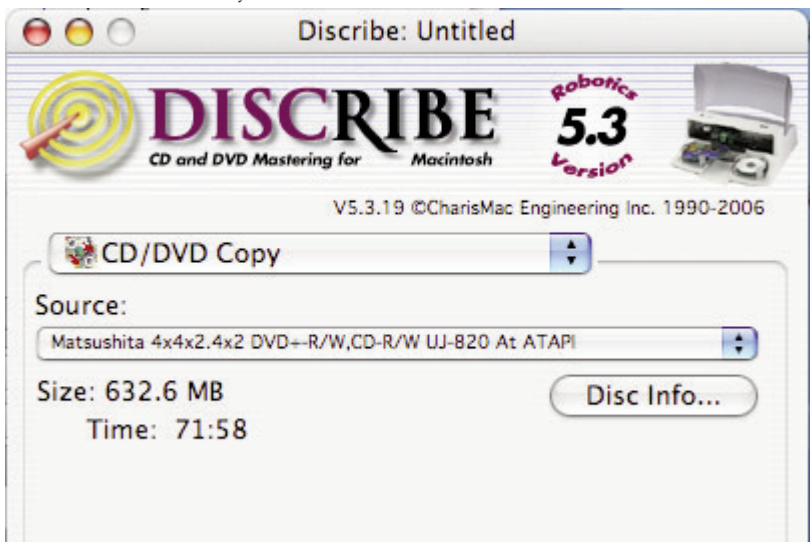 Discribe: Untitled
DISCRIBE
CD and DVD Mastering for Macintosh
Robotics
5.3
Version
V5.3.19 ©CharisMac Engineering Inc. 1990-2006
CD/DVD Copy
Source:
Matsushita 4x4x2.4x2 DVD+-R/W,CD-R/W UJ-820 At ATAPI
Size: 632.6 MB
Disc Info...
Time: 71:58